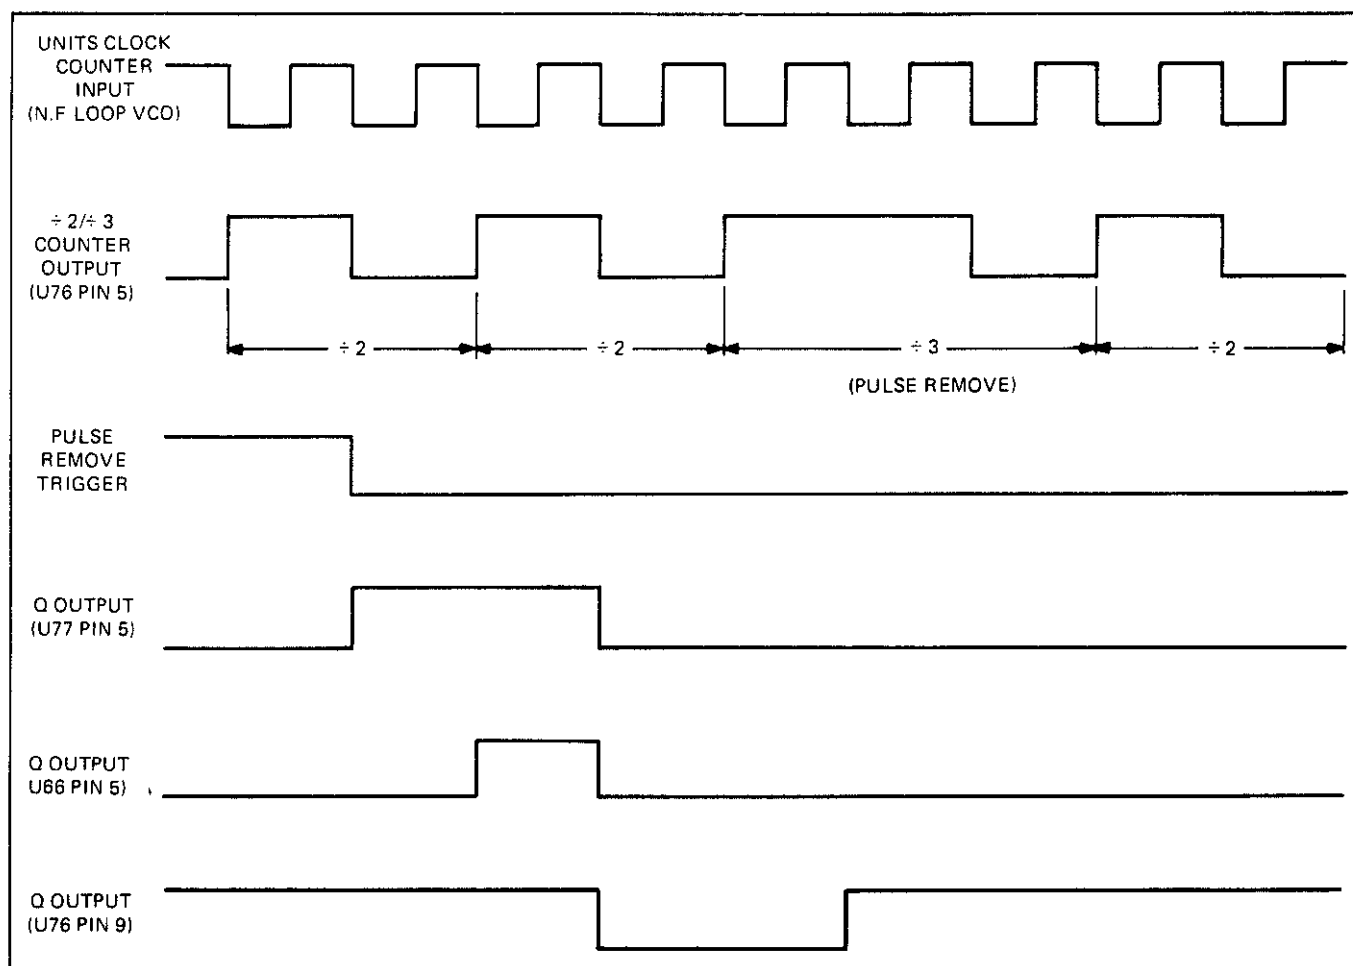 UNITS CLOCK
COUNTER
INPUT
(N.F LOOP VCO)
÷ 2/÷ 3
COUNTER
OUTPUT
(U76 PIN 5)
÷ 2
÷ 2
÷ 3
÷ 2
(PULSE REMOVE)
PULSE
REMOVE
TRIGGER
Q OUTPUT
(U77 PIN 5)
Q OUTPUT
U66 PIN 5)
Q OUTPUT
(U76 PIN 9)